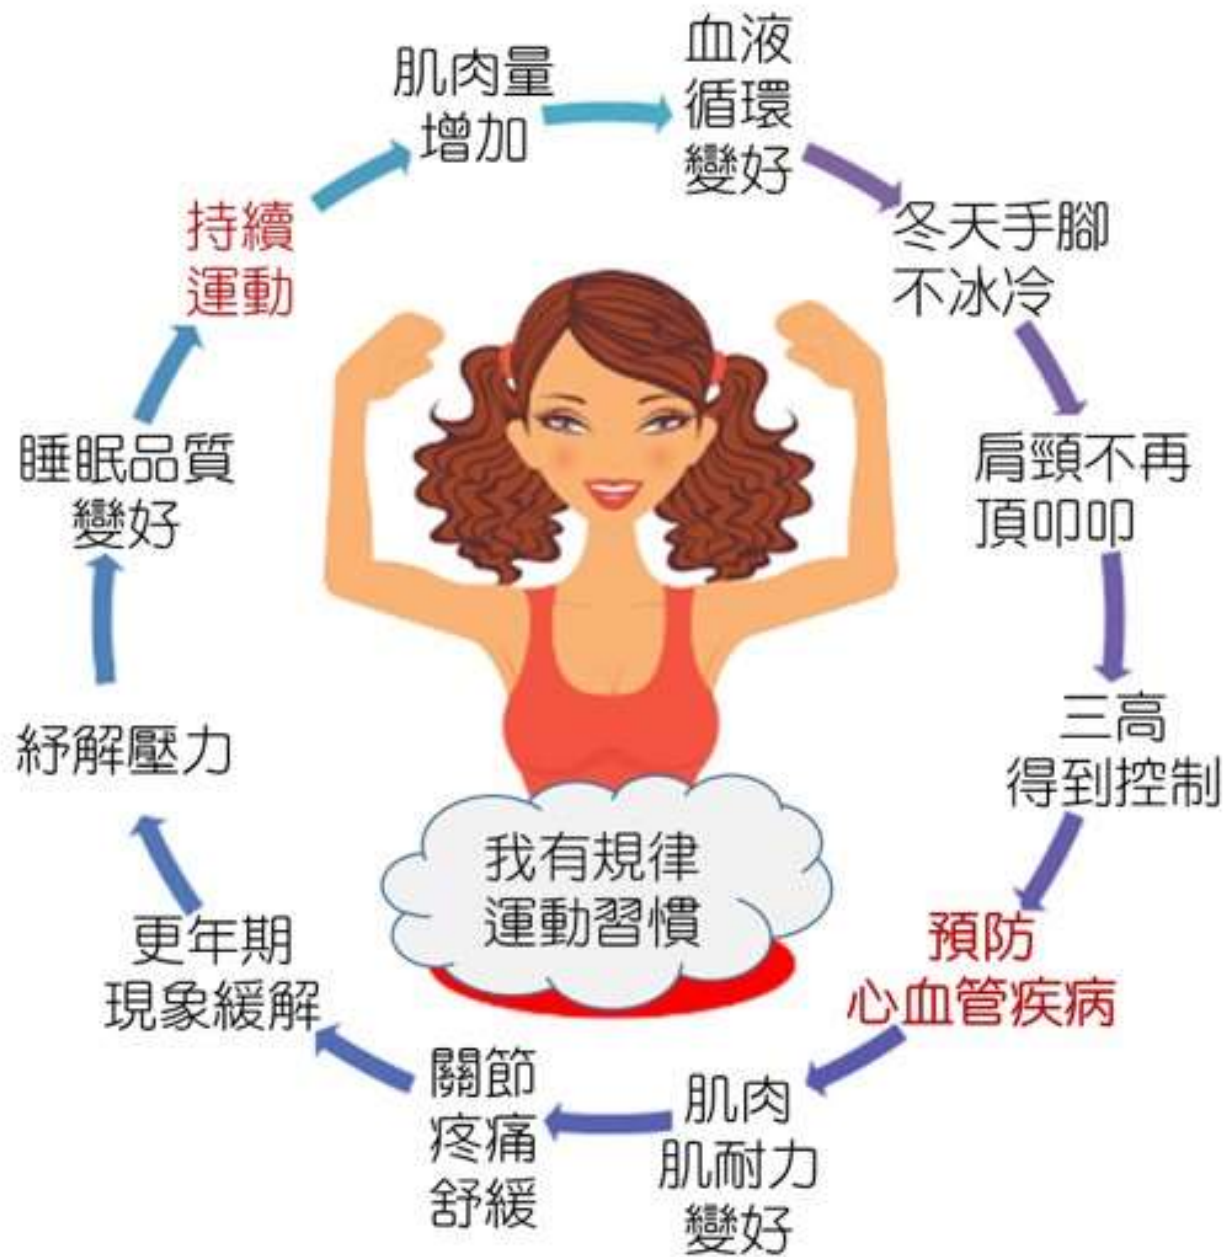 持續
運動
肌肉量
增加
血液
循環
變好
冬天手腳
不冰冷
肩頸不再
頂叩叩
三高
得到控制
預防
心血管疾病
肌肉
肌耐力
變好
關節
疼痛
舒緩
更年期
現象緩解
紓解壓力
睡眠品質
變好
我有規律
運動習慣